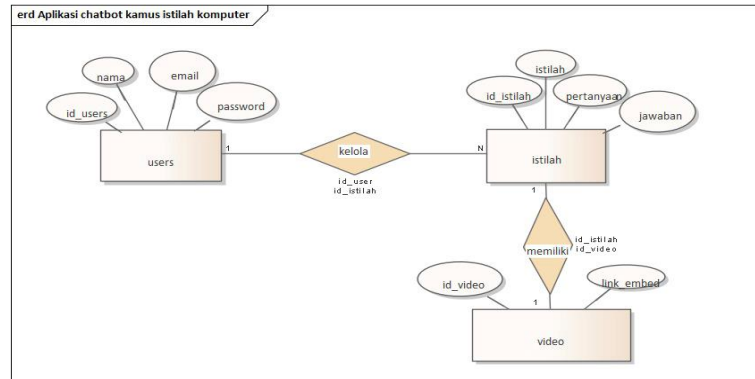 erd Aplikasi chatbot kamus istilah komputer
nama
email
id_users
password
users
1
kelola
id_user
id_istilah
N
istilah
id_istilah
pertanyaan
jawaban
istilah
1
memiliki
id_istilah
id_video
1
id_video
link_embed
video